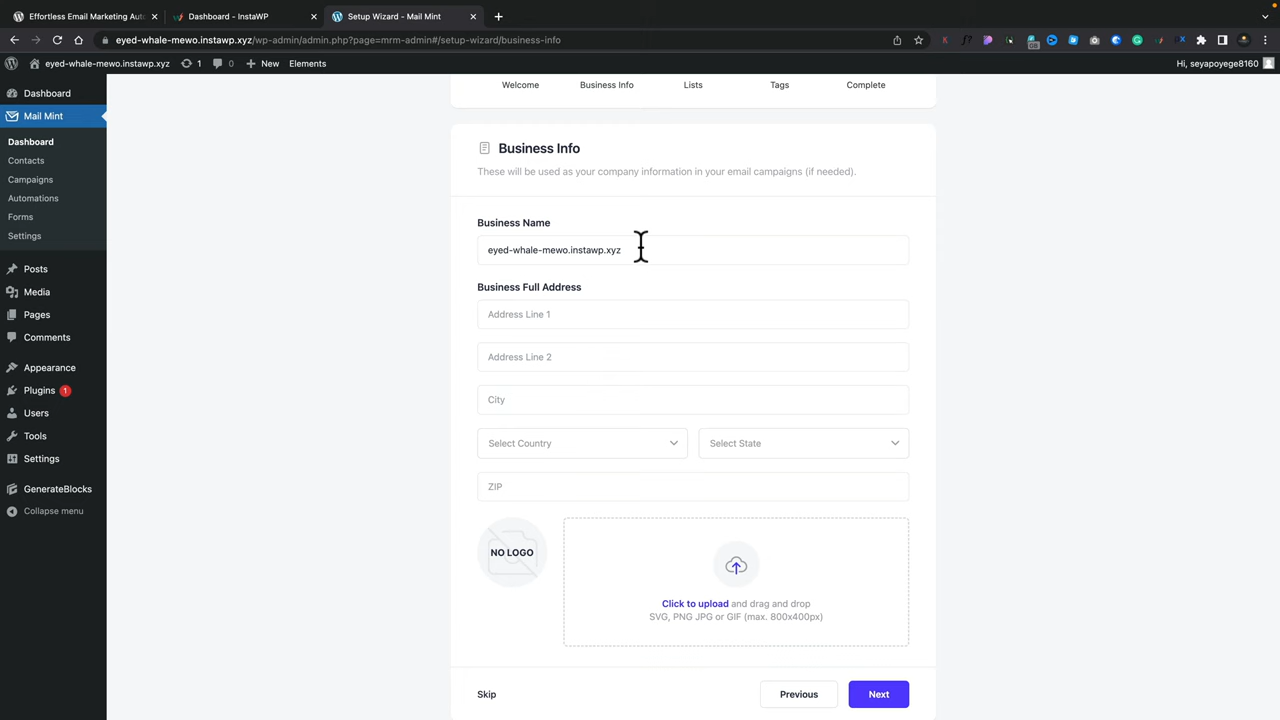 Effortless Email Marketing Auto
Dashboard - InstaWP
Setup Wizard - Mail Mint
eyed-whale-mewo.instawp.xyz/wp-admin/admin.php?page=mrm-admin#/setup-wizard/business-info
eyed-whale-mewo.instawp.xyz
1
0
New
Elements
Hi, seyapoyege8160
Dashboard
Mail Mint
Dashboard
Contacts
Campaigns
Automations
Forms
Settings
Posts
Media
Pages
Comments
Appearance
Plugins 1
Users
Tools
Settings
GenerateBlocks
Collapse menu
Welcome
Business Info
Lists
Tags
Complete
Business Info
These will be used as your company information in your email campaigns (if needed).
Business Name
eyed-whale-mewo.instawp.xyz
Business Full Address
Address Line 1
Address Line 2
City
Select Country
Select State
ZIP
NO LOGO
Click to upload and drag and drop
SVG, PNG JPG or GIF (max. 800x400px)
Skip
Previous
Next